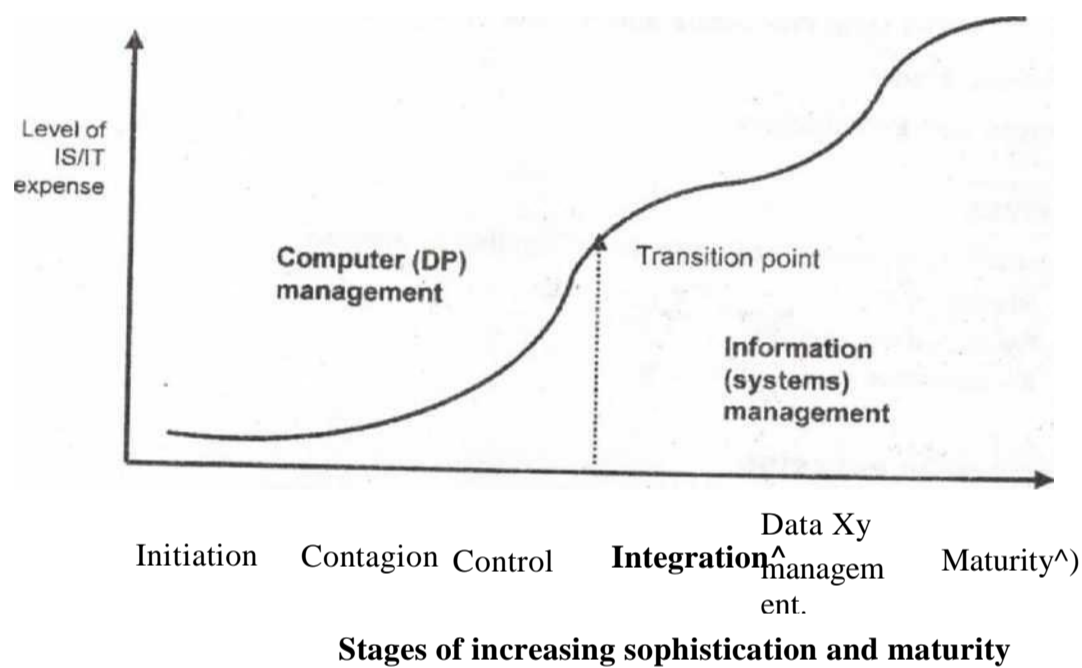 Level of
IS/IT
expense
Computer (DP)
management
Transition point
Information
(systems)
management
Initiation
Contagion
Control
Integration^
Data Xy
managem
ent.
Maturity^)
Stages of increasing sophistication and maturity